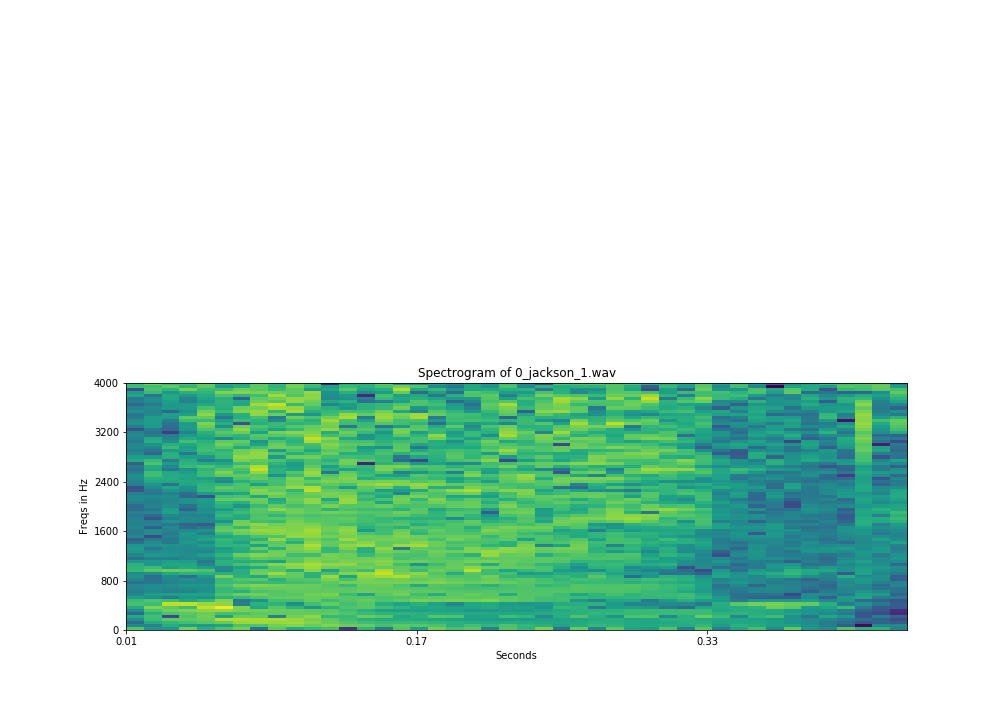 Spectrogram of 0_jackson_1.wav
4000
3200
2400
1600
800
0
Freqs in Hz
0.01 0.17 0.33
Seconds